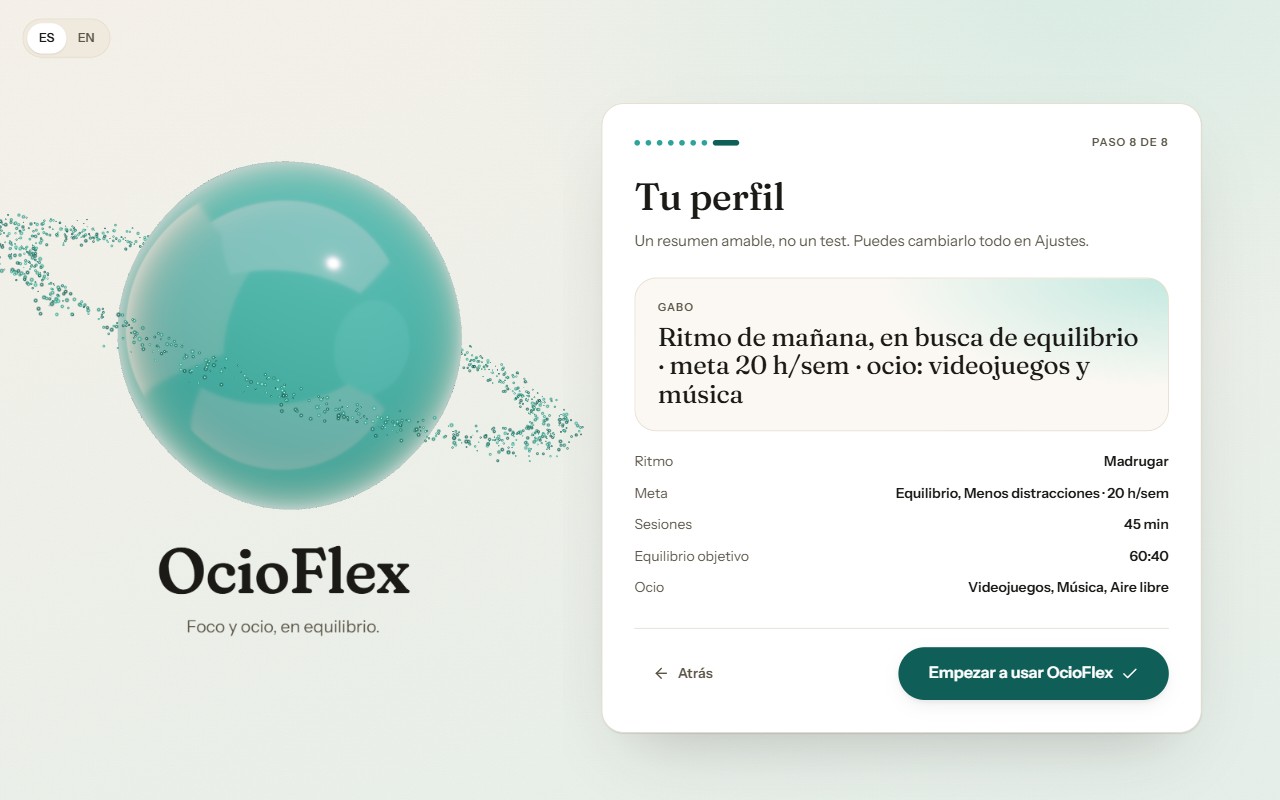 ES EN
PASO 8 DE 8
Tu perfil
Un resumen amable, no un test. Puedes cambiarlo todo en Ajustes.
GABO
Ritmo de mañana, en busca de equilibrio
· meta 20 h/sem · ocio: videojuegos y
música
Ritmo Madrugar
Meta Equilibrio, Menos distracciones · 20 h/sem
Sesiones 45 min
Equilibrio objetivo 60:40
Ocio Videojuegos, Música, Aire libre
Atrás
Empezar a usar OcioFlex
OcioFlex
Foco y ocio, en equilibrio.